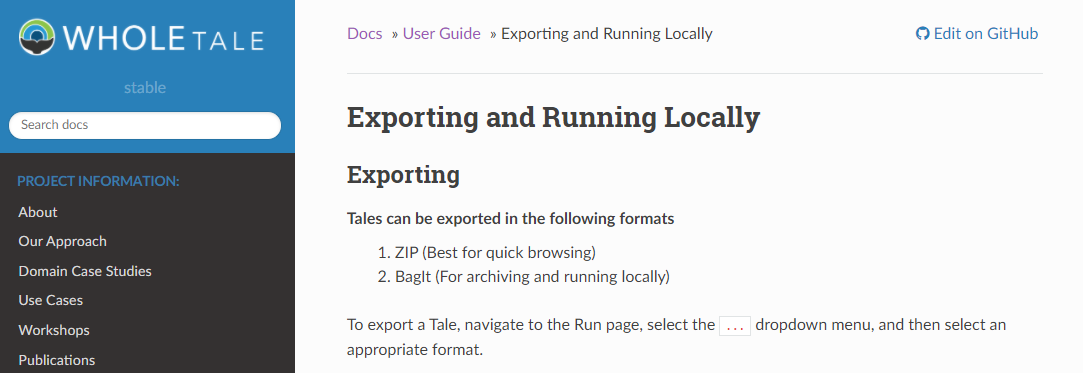 WHOLE TALE
stable
Search docs
PROJECT INFORMATION:
About
Our Approach
Domain Case Studies
Use Cases
Workshops
Publications
Docs » User Guide » Exporting and Running Locally
Edit on GitHub
Exporting and Running Locally
Exporting
Tales can be exported in the following formats
1. ZIP (Best for quick browsing)
2. BagIt (For archiving and running locally)
To export a Tale, navigate to the Run page, select the ... dropdown menu, and then select an
appropriate format.